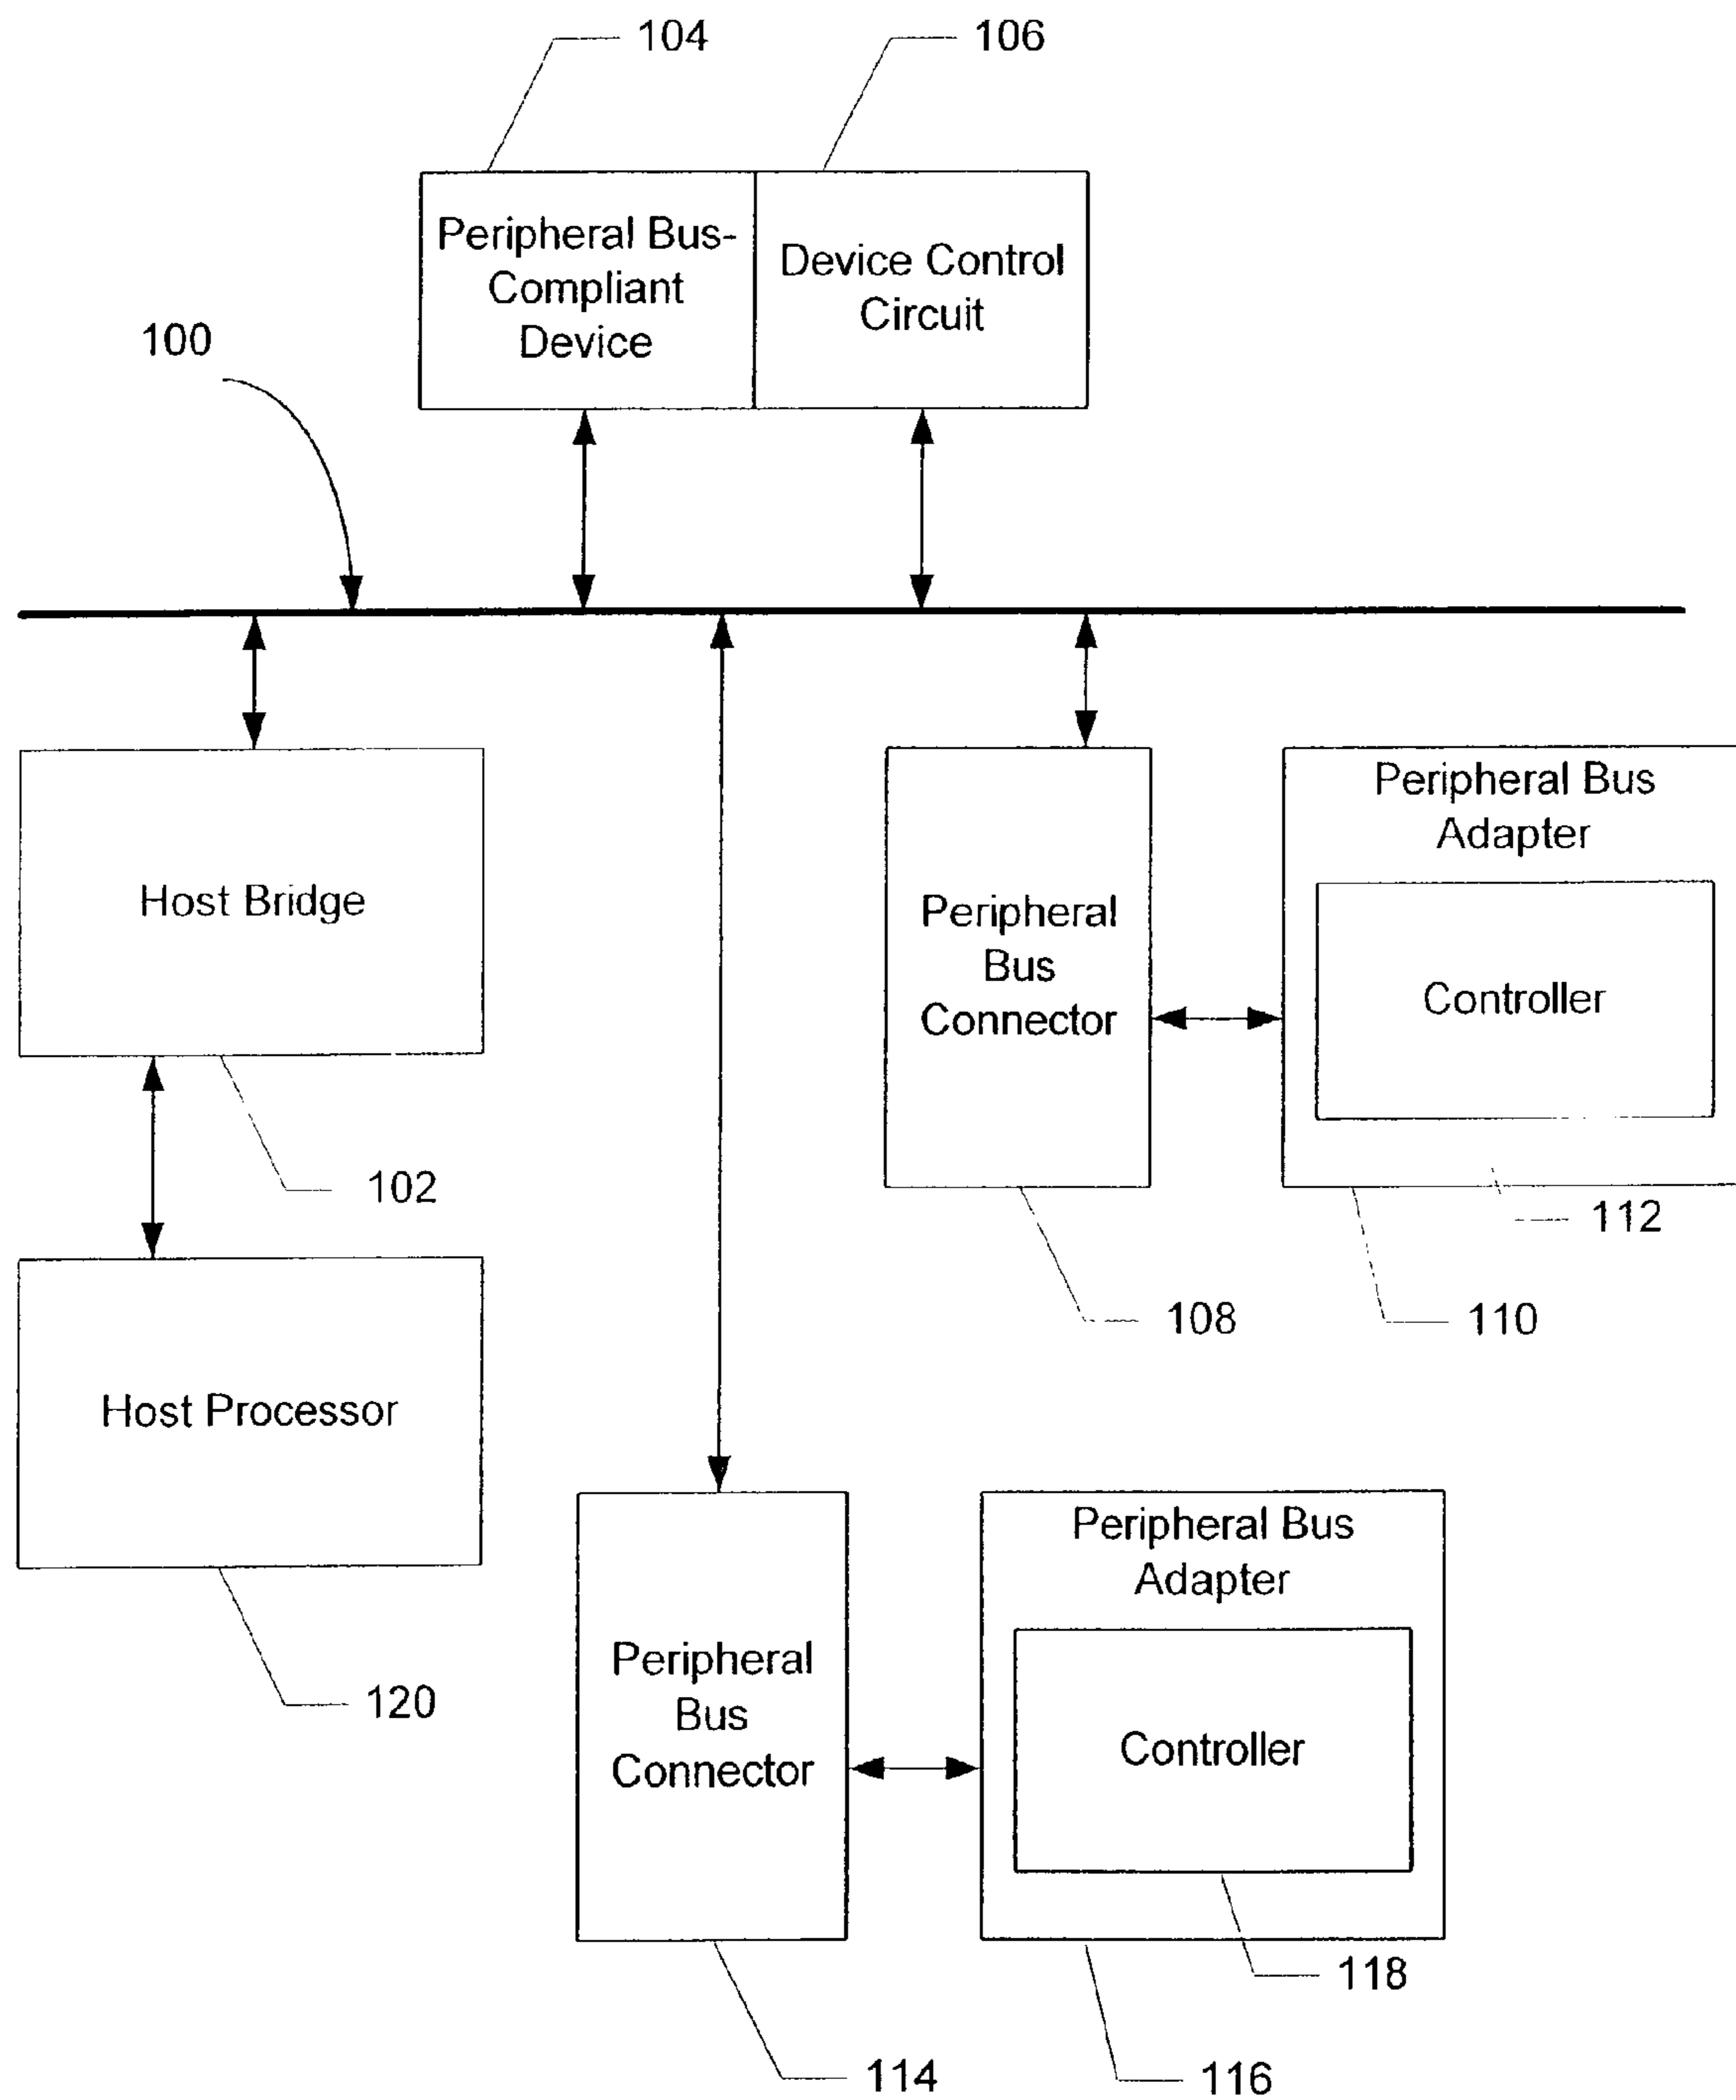 104
106
Peripheral Bus-
Compliant
Device
Device Control
Circuit
100
Host Bridge
Peripheral
Bus
Connector
Peripheral Bus
Adapter
Controller
102
112
108
110
Host Processor
Peripheral
Bus
Connector
Peripheral Bus
Adapter
Controller
120
118
114
116